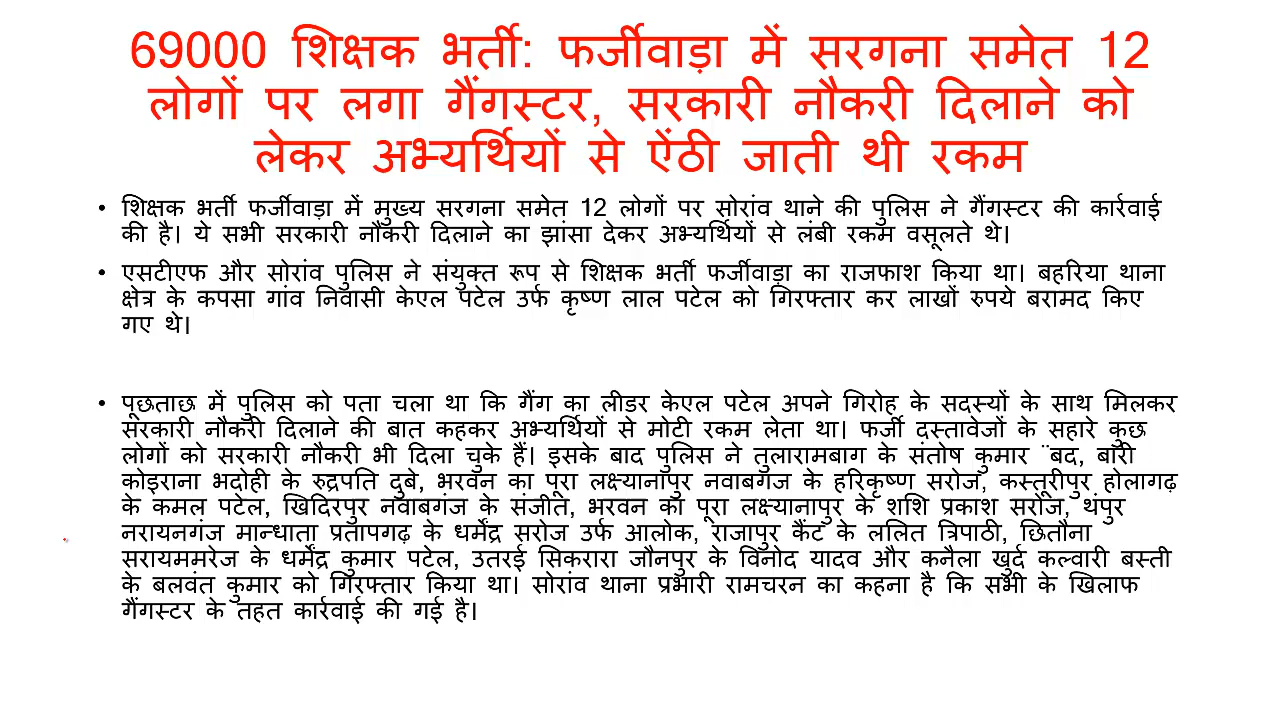 69000 शिक्षक भर्ती: फर्जीवाड़ा में सरगना समेत 12
लोगों पर लगा गैंगस्टर, सरकारी नौकरी दिलाने को
लेकर अभ्यर्थियों से ऐंठी जाती थी रकम
• शिक्षक भर्ती फर्जीवाड़ा में मुख्य सरगना समेत 12 लोगों पर सोरांव थाने की पुलिस ने गैंगस्टर की कार्रवाई
की है। ये सभी सरकारी नौकरी दिलाने का झांसा देकर अभ्यर्थियों से लंबी रकम वसूलते थे।
• एसटीएफ और सोरांव पुलिस ने संयुक्त रूप से शिक्षक भर्ती फर्जीवाड़ा का राजफाश किया था। बहरिया थाना
क्षेत्र के कपसा गांव निवासी केएल पटेल उर्फ कृष्ण लाल पटेल को गिरफ्तार कर लाखों रुपये बरामद किए
गए थे।
• पूछताछ में पुलिस को पता चला था कि गैंग का लीडर केएल पटेल अपने गिरोह के सदस्यों के साथ मिलकर
सरकारी नौकरी दिलाने की बात कहकर अभ्यर्थियों से मोटी रकम लेता था। फर्जी दस्तावेजों के सहारे कुछ
लोगों को सरकारी नौकरी भी दिला चुके हैं। इसके बाद पुलिस ने तुलारामबाग के संतोष कुमार ¨बद, बारी
कोइराना भदोही के रुद्रपति दुबे, भरवन का पूरा लक्ष्यानापुर नवाबगंज के हरिकृष्ण सरोज, कस्तूरीपुर होलागढ़
के कमल पटेल, खिदिरपुर नवाबगंज के संजीत, भरवन का पूरा लक्ष्यानापुर के शशि प्रकाश सरोज, थंपुर
नरायनगंज मान्धाता प्रतापगढ़ के धर्मेंद्र सरोज उर्फ आलोक, राजापुर कैंट के ललित त्रिपाठी, छितौना
सरायममरेज के धर्मेंद्र कुमार पटेल, उतरई सिकरारा जौनपुर के विनोद यादव और कनैला खुर्द कल्वारी बस्ती
के बलवंत कुमार को गिरफ्तार किया था। सोरांव थाना प्रभारी रामचरन का कहना है कि सभी के खिलाफ
गैंगस्टर के तहत कार्रवाई की गई है।